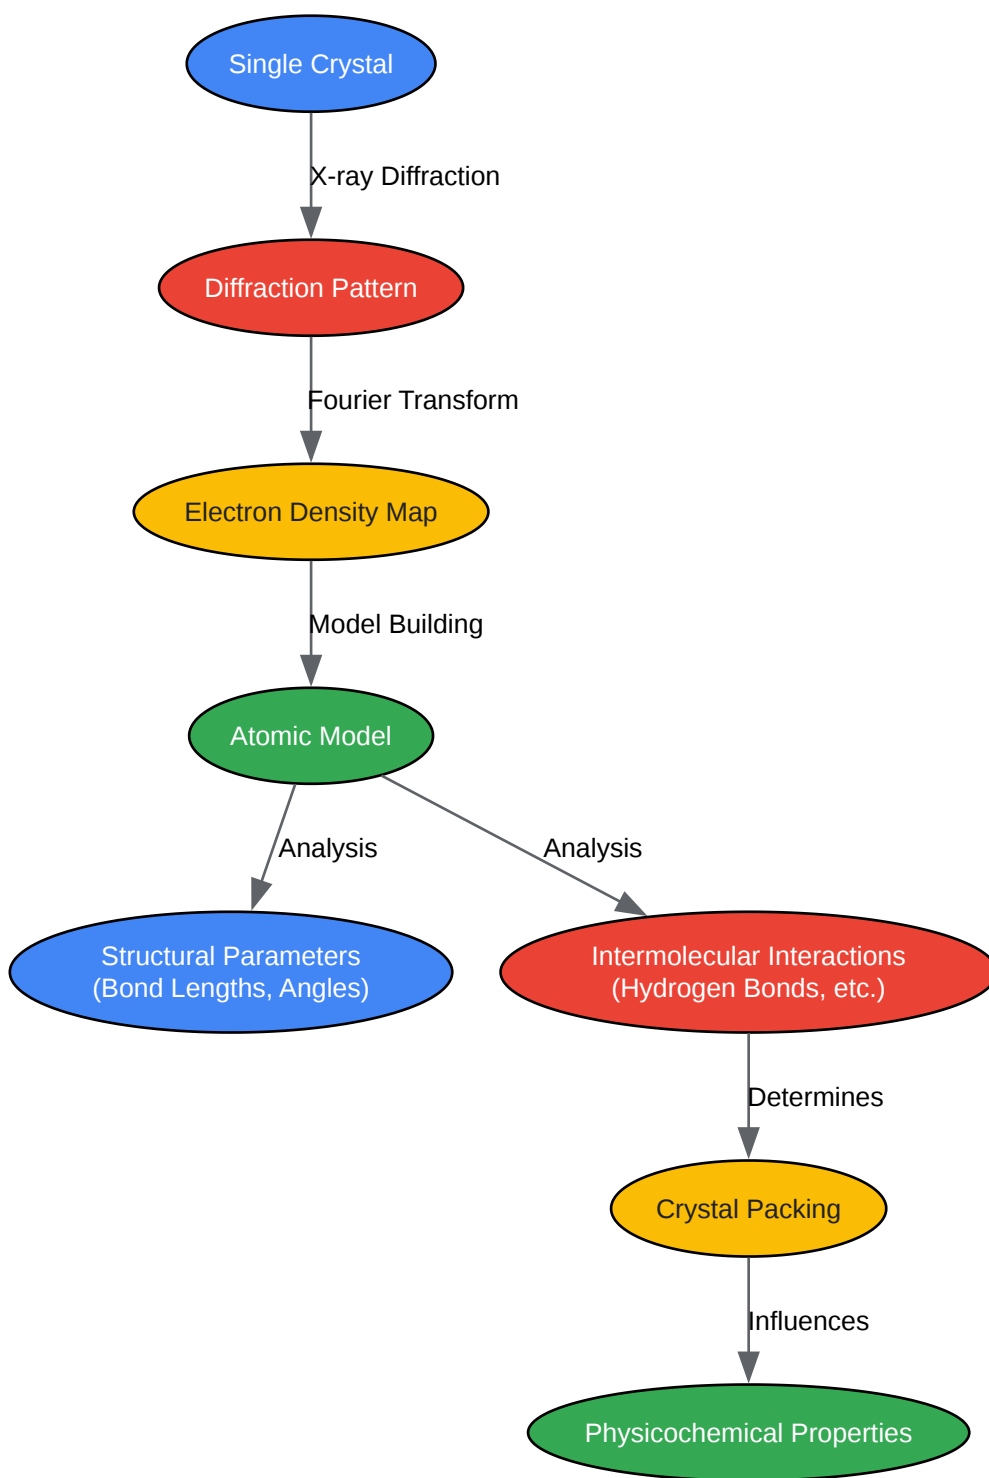 Single Crystal
X-ray Diffraction
Diffraction Pattern
Fourier Transform
Electron Density Map
Model Building
Atomic Model
Analysis
Analysis
Structural Parameters
(Bond Lengths, Angles)
Intermolecular Interactions
(Hydrogen Bonds, etc.)
Determines
Crystal Packing
Influences
Physicochemical Properties